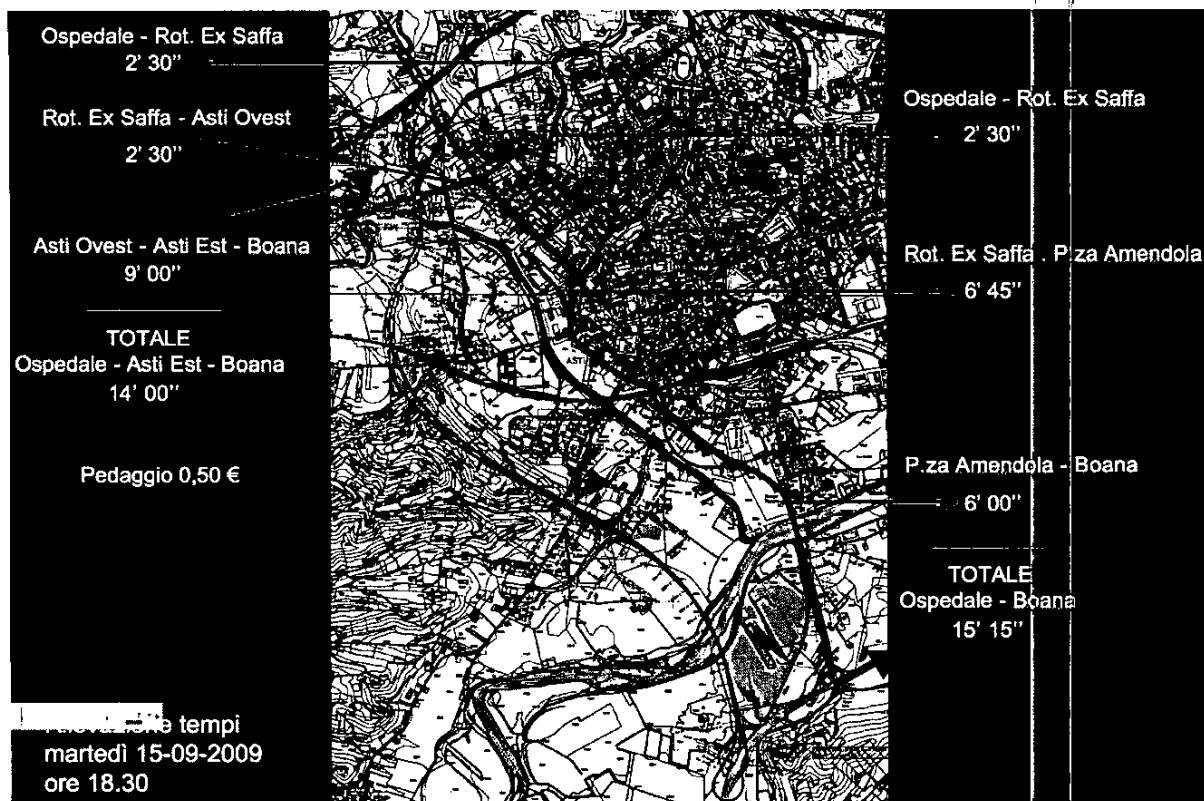 Ospedale - Rot. Ex Saffa
2' 30''
Rot. Ex Saffa - Asti Ovest
2' 30''
Asti Ovest - Asti Est - Boana
9' 00''
TOTALE
Ospedale - Asti Est - Boana
14' 00''
Pedaggio 0,50 €
tempi
martedì 15-09-2009
ore 18.30
ASTI
Ospedale - Rot. Ex Saffa
2' 30''
Rot. Ex Saffa . P.za Amendola
6' 45''
P.za Amendola - Boana
6' 00''
TOTALE
Ospedale - Boana
15' 15''